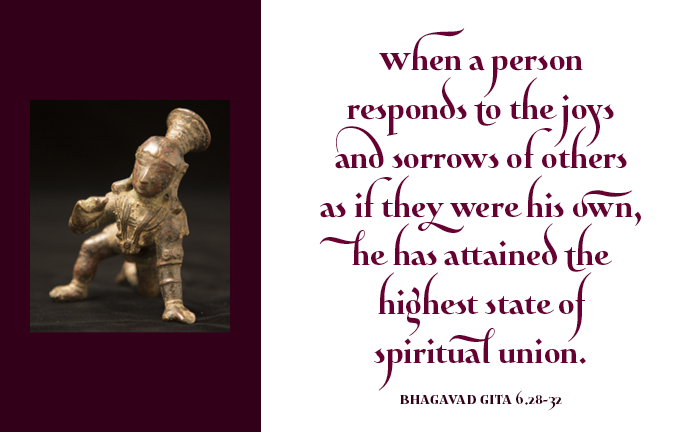 When a person
responds to the joys
and sorrows of others
as if they were his own,
he has attained the
highest state of
spiritual union.
BHAGAVAD GITA 6.28-32